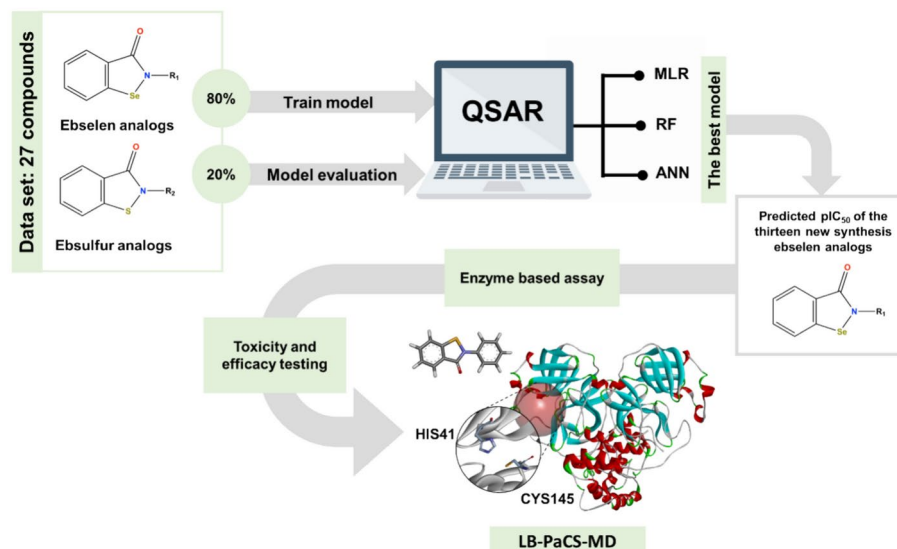 Data set: 27 compounds
O
N
R1
Se
Ebselen analogs
O
N
R2
S
Ebsulfur analogs
80%
Train model
20%
Model evaluation
QSAR
MLR
RF
ANN
The best model
Predicted pIC50 of the
thirteen new synthesis
ebselen analogs
O
N
R1
Se
Enzyme based assay
Toxicity and
efficacy testing
HIS41
CYS145
LB-PaCS-MD